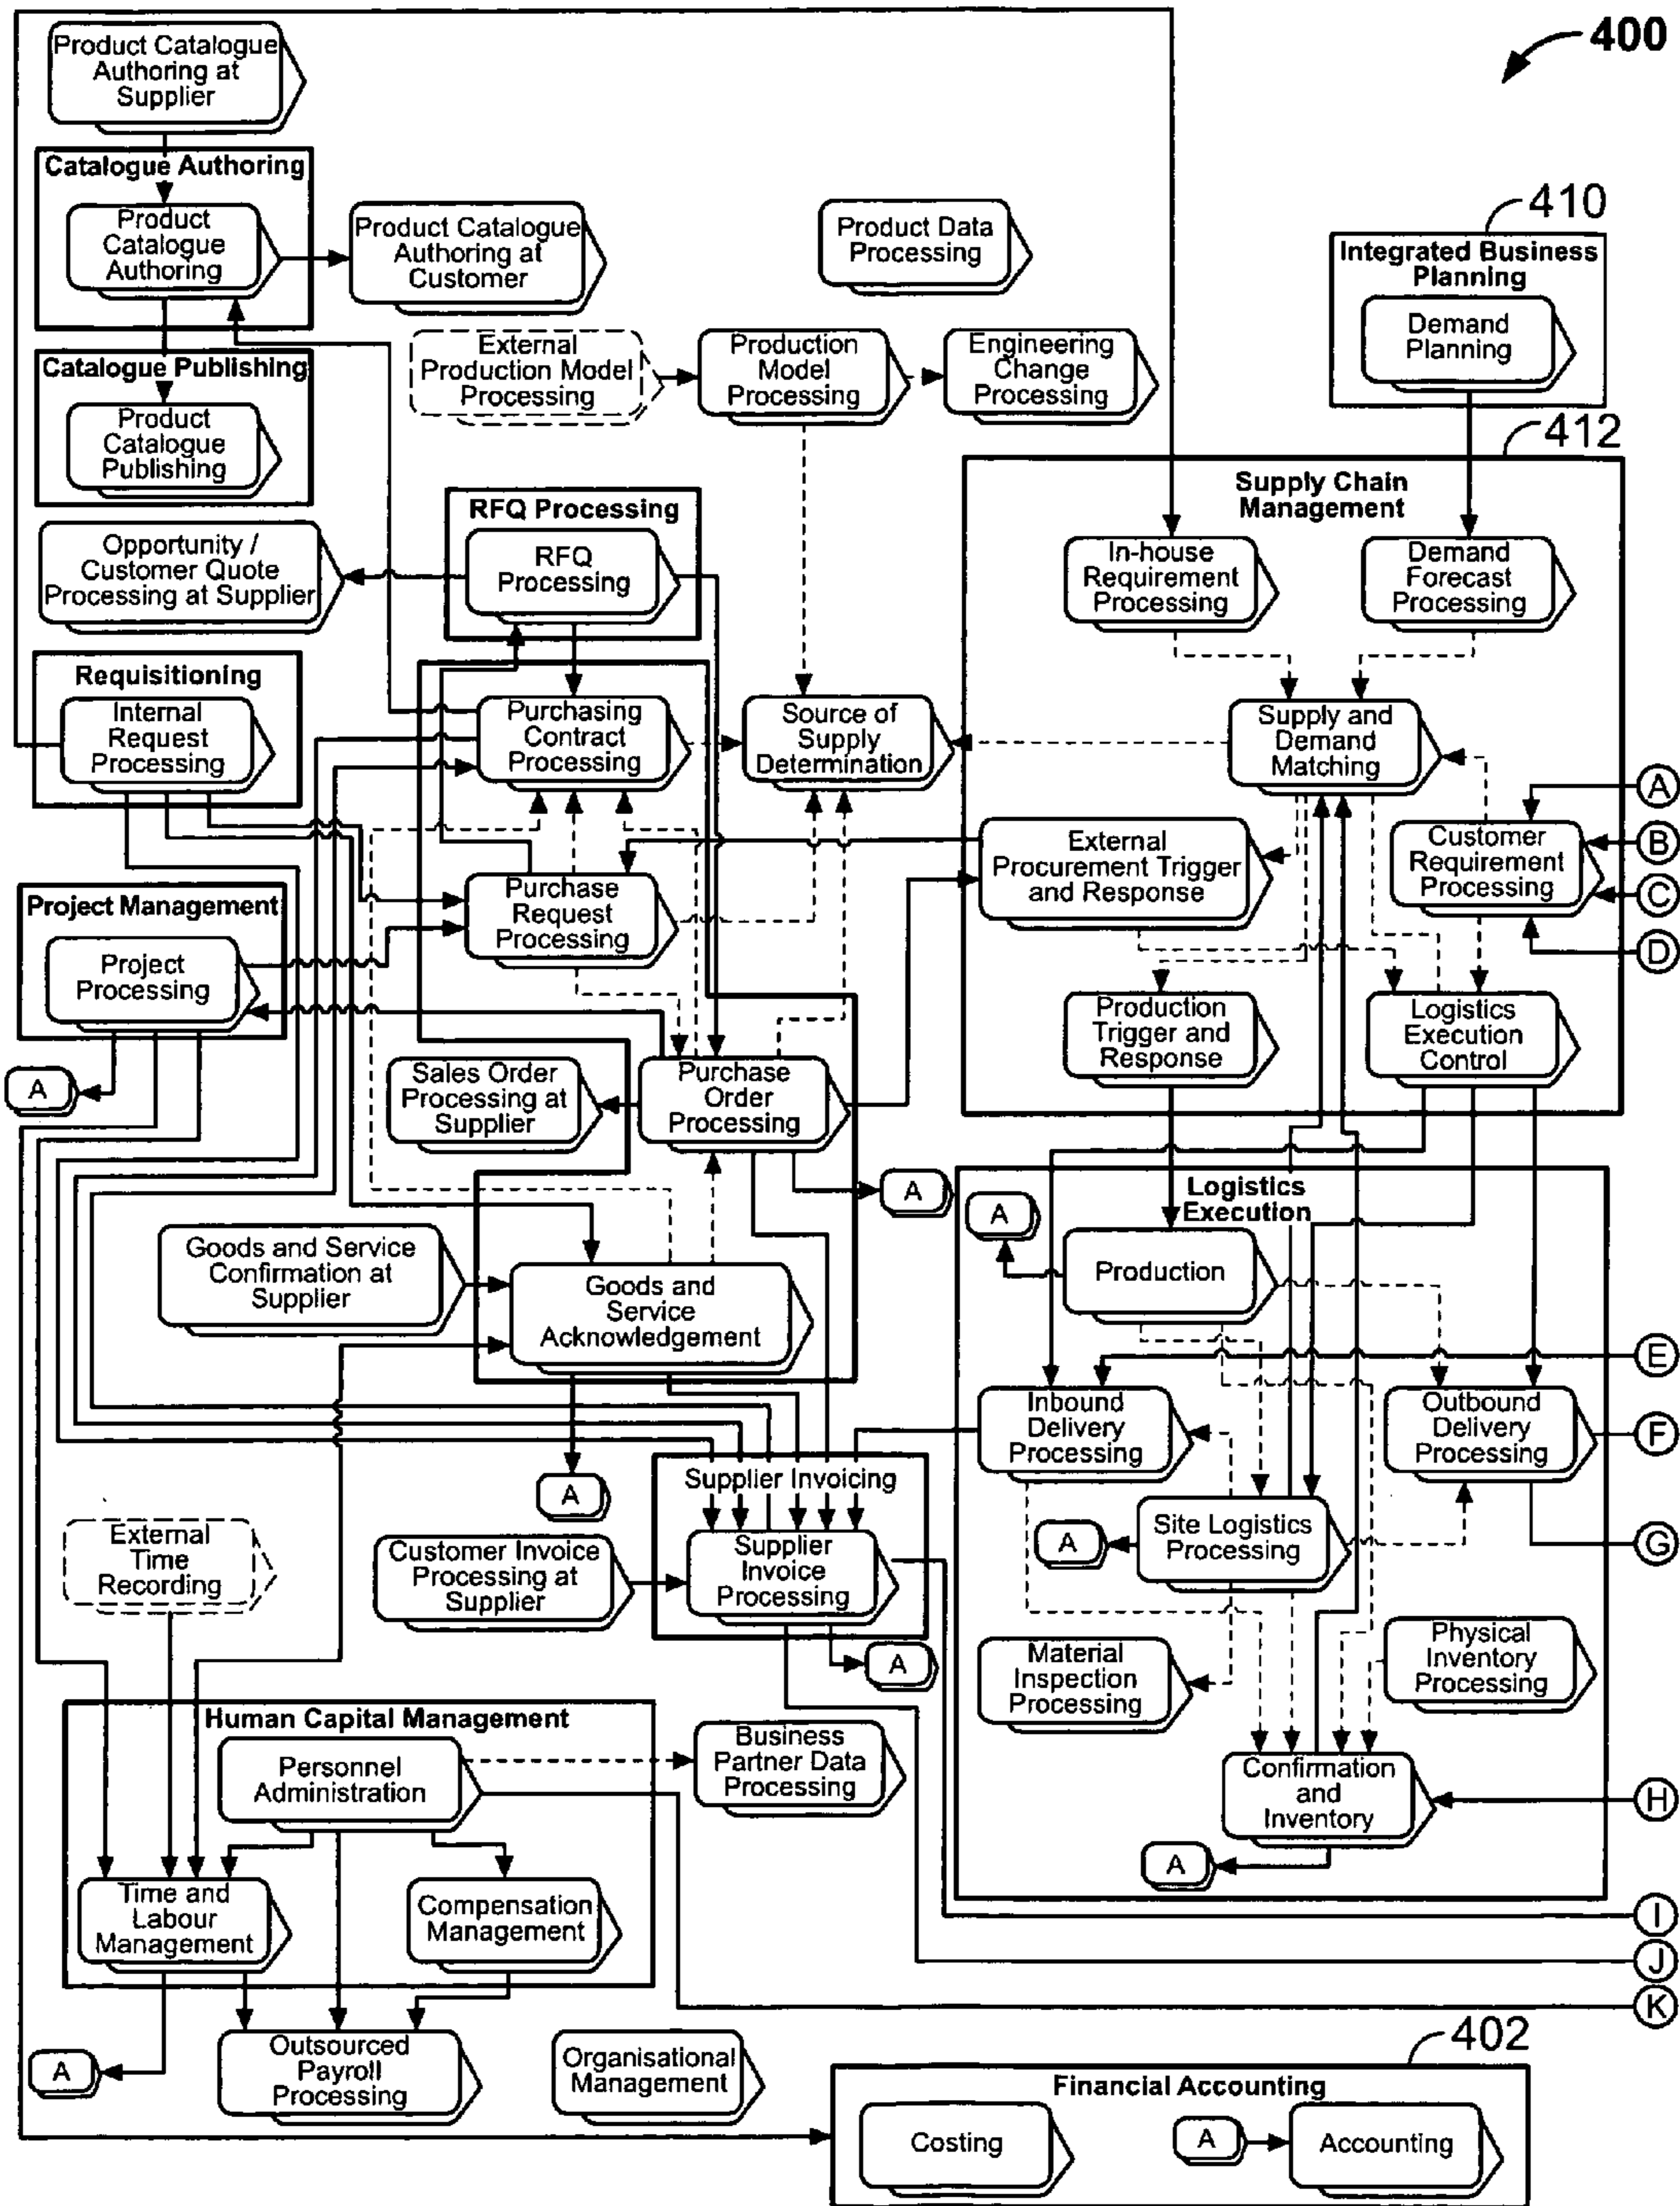 400
Product Catalogue
Authoring at
Supplier
Catalogue Authoring
Product
Catalogue
Authoring
Product Catalogue
Authoring at
Customer
Product Data
Processing
410
Integrated Business
Planning
Demand
Planning
Catalogue Publishing
Product
Catalogue
Publishing
External
Production Model
Processing
Production
Model
Processing
Engineering
Change
Processing
412
Supply Chain
Management
RFQ Processing
RFQ
Processing
Opportunity /
Customer Quote
Processing at Supplier
In-house
Requirement
Processing
Demand
Forecast
Processing
Requisitioning
Internal
Request
Processing
Purchasing
Contract
Processing
Source of
Supply
Determination
Supply and
Demand
Matching
A
B
C
D
External
Procurement Trigger
and Response
Customer
Requirement
Processing
Purchase
Request
Processing
Project Management
Project
Processing
A
Production
Trigger and
Response
Logistics
Execution
Control
Sales Order
Processing at
Supplier
Purchase
Order
Processing
A
Logistics
Execution
A
Production
Goods and Service
Confirmation at
Supplier
Goods and
Service
Acknowledgement
E
Inbound
Delivery
Processing
Outbound
Delivery
Processing
F
A
Supplier Invoicing
Supplier
Invoice
Processing
Customer Invoice
Processing at
Supplier
A
External
Time
Recording
A
Site Logistics
Processing
G
Material
Inspection
Processing
Physical
Inventory
Processing
Human Capital Management
Personnel
Administration
Business
Partner Data
Processing
Confirmation
and
Inventory
H
A
Time and
Labour
Management
Compensation
Management
I
J
K
A
Outsourced
Payroll
Processing
Organisational
Management
402
Financial Accounting
Costing
A
Accounting